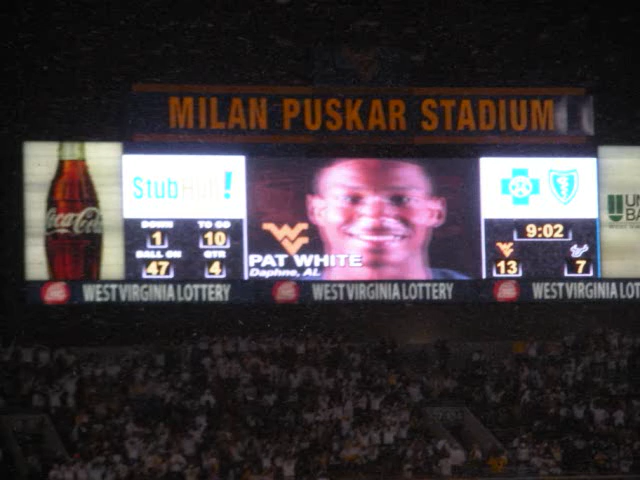 MILAN PUSKAR STADIUM
Coca-Cola
StubHub!
DOWN TO GO
1 10
BALL ON QTR
47 4
PAT WHITE
Daphne, AL
9:02
13 7
WEST VIRGINIA LOTTERY WEST VIRGINIA LOTTERY WEST VIRGINIA LOT